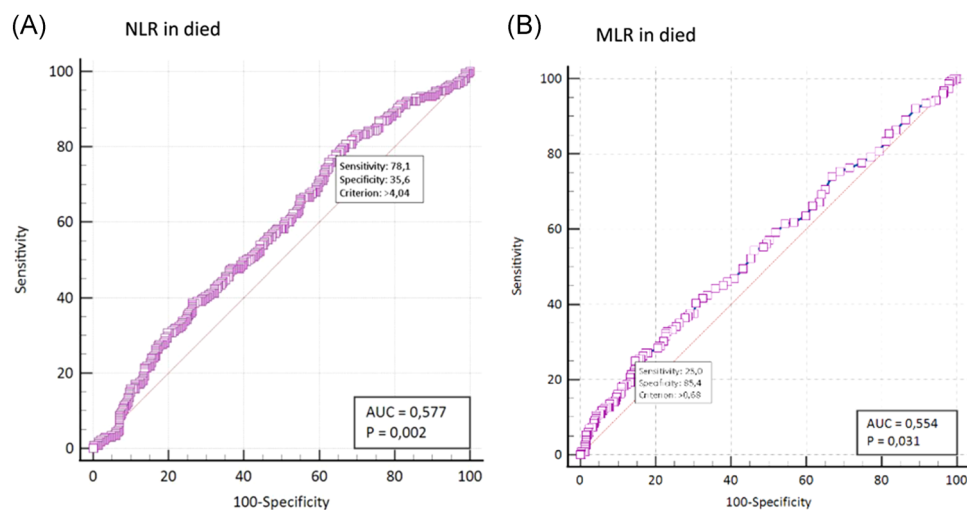 (A)
NLR in died
Sensitivity
100
80
60
40
20
0
Sensitivity: 78,1
Specificity: 35,6
Criterion: >4,04
AUC = 0,577
P = 0,002
0 20 40 60 80 100
100-Specificity
(B)
MLR in died
Sensitivity
100
80
60
40
20
0
Sensitivity: 25,0
Specificity: 85,4
Criterion: >0,68
AUC = 0,554
P = 0,031
0 20 40 60 80 100
100-Specificity